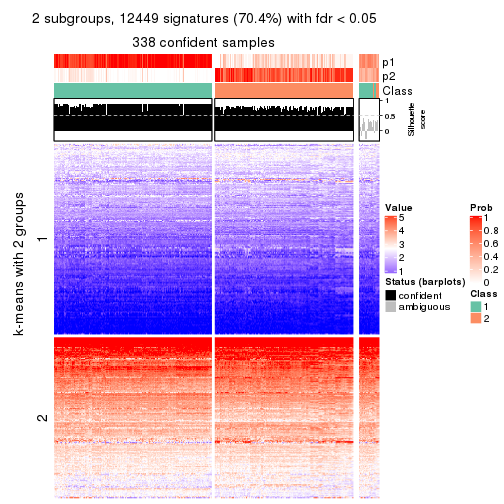 2 subgroups, 12449 signatures (70.4%) with fdr < 0.05
338 confident samples
p1
p2
Class
1
0.5
0
Silhouette
score
k-means with 2 groups
1
2
Value
5
4
3
2
1
Status (barplots)
confident
ambiguous
Prob
1
0.8
0.6
0.4
0.2
0
Class
1
2